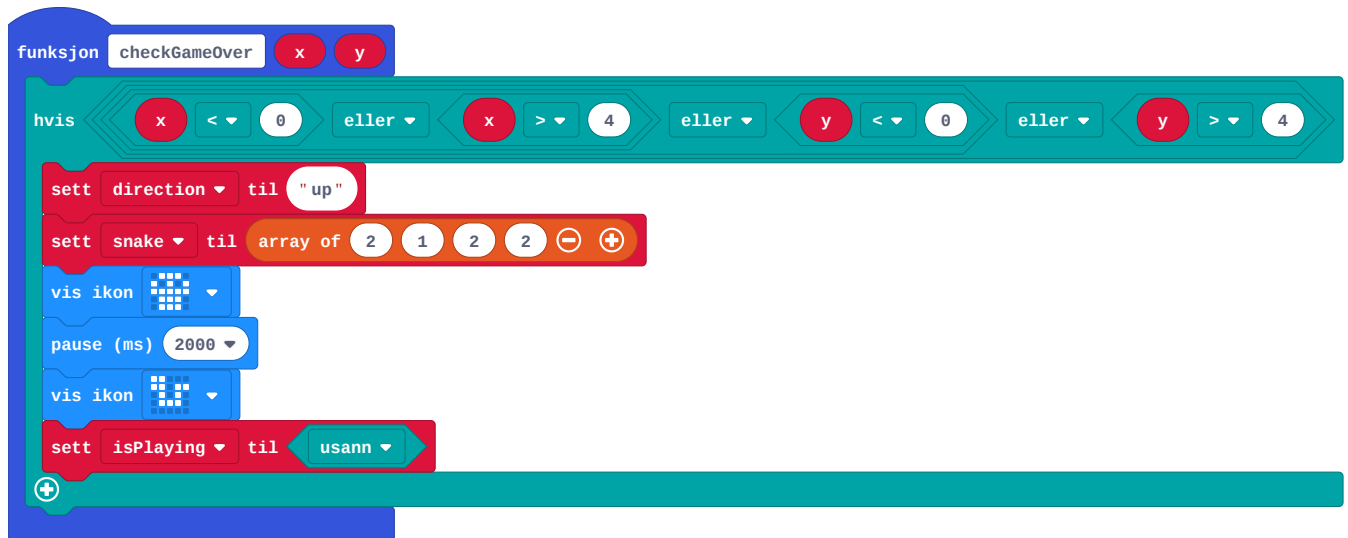 funksjon checkGameOver x y
hvis x < 0 eller x > 4 eller y < 0 eller y > 4
sett direction til "up"
sett snake til array of 2 1 2 2
vis ikon
pause (ms) 2000
vis ikon
sett isPlaying til usann